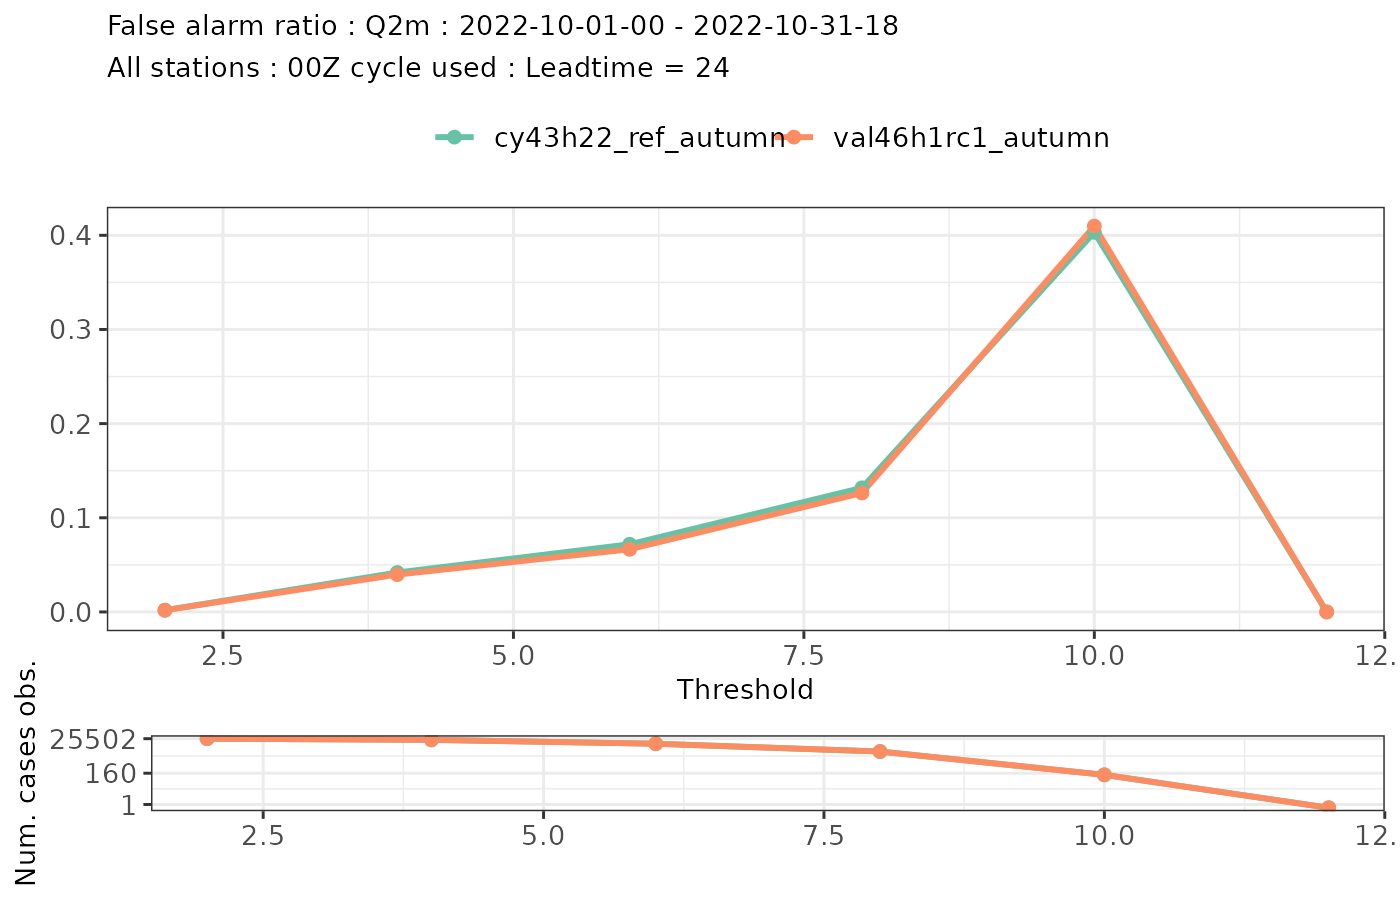 False alarm ratio : Q2m : 2022-10-01-00 - 2022-10-31-18
All stations : 00Z cycle used : Leadtime = 24
cy43h22_ref_autumn val46h1rc1_autumn
0.4
0.3
0.2
0.1
0.0
2.5 5.0 7.5 10.0 12.
Threshold
Num. cases obs.
25502
160
1
2.5 5.0 7.5 10.0 12.